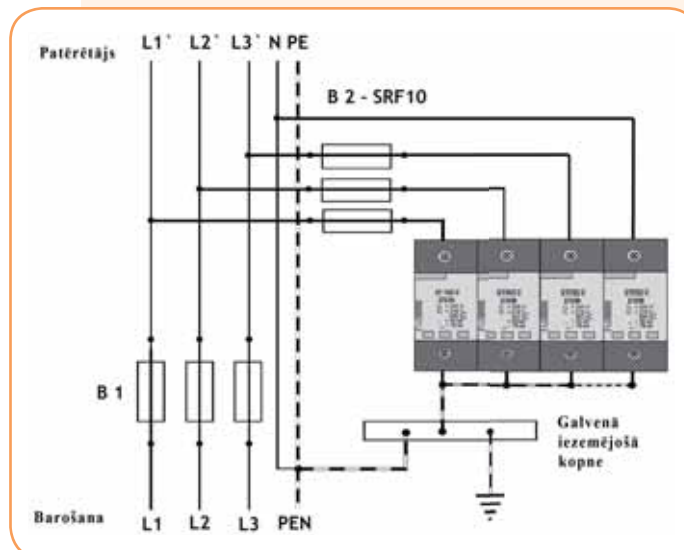 Patērētājs L1` L2` L3` N PE
B 2 - SRF10
B 1
Galvenā
iezemējošā
kopne
Barošana L1 L2 L3 PEN